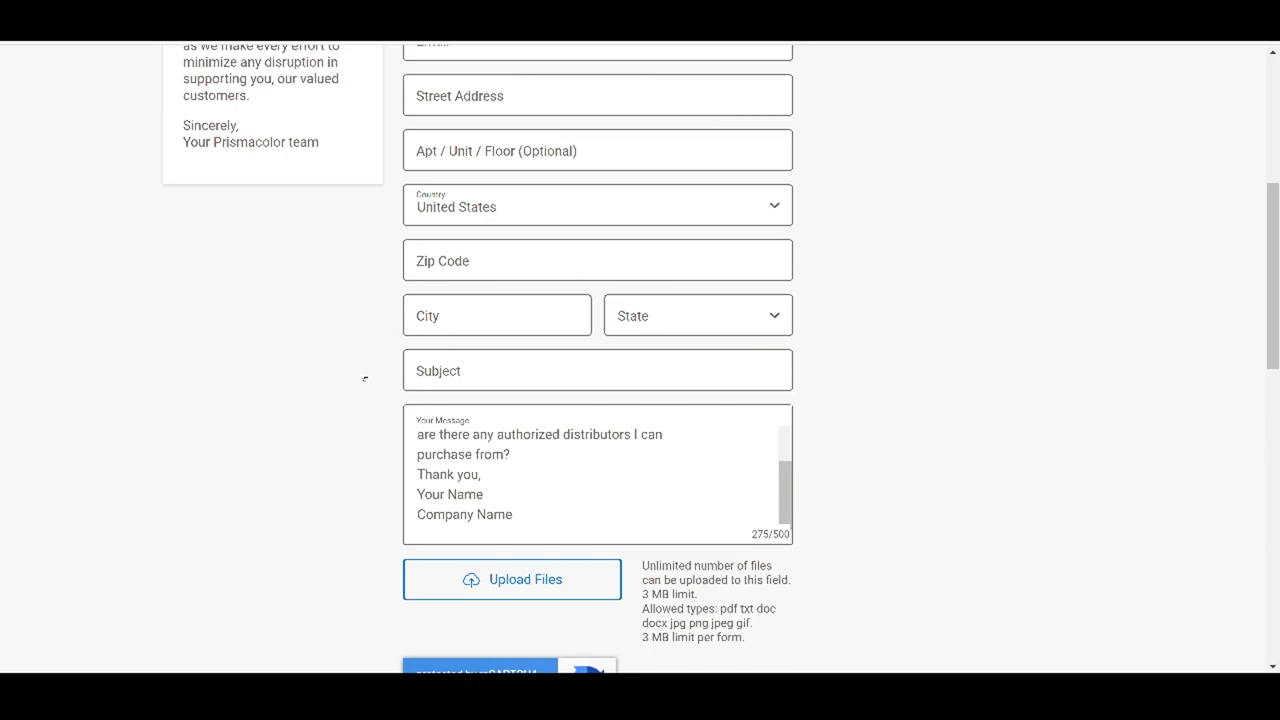 as we make every effort to
minimize any disruption in
supporting you, our valued
customers.
Sincerely,
Your Prismacolor team
Street Address
Apt / Unit / Floor (Optional)
Country
United States
Zip Code
City
State
Subject
Your Message
are there any authorized distributors I can
purchase from?
Thank you,
Your Name
Company Name
275/500
Upload Files
Unlimited number of files
can be uploaded to this field.
3 MB limit.
Allowed types: pdf txt doc
docx jpg png jpeg gif.
3 MB limit per form.